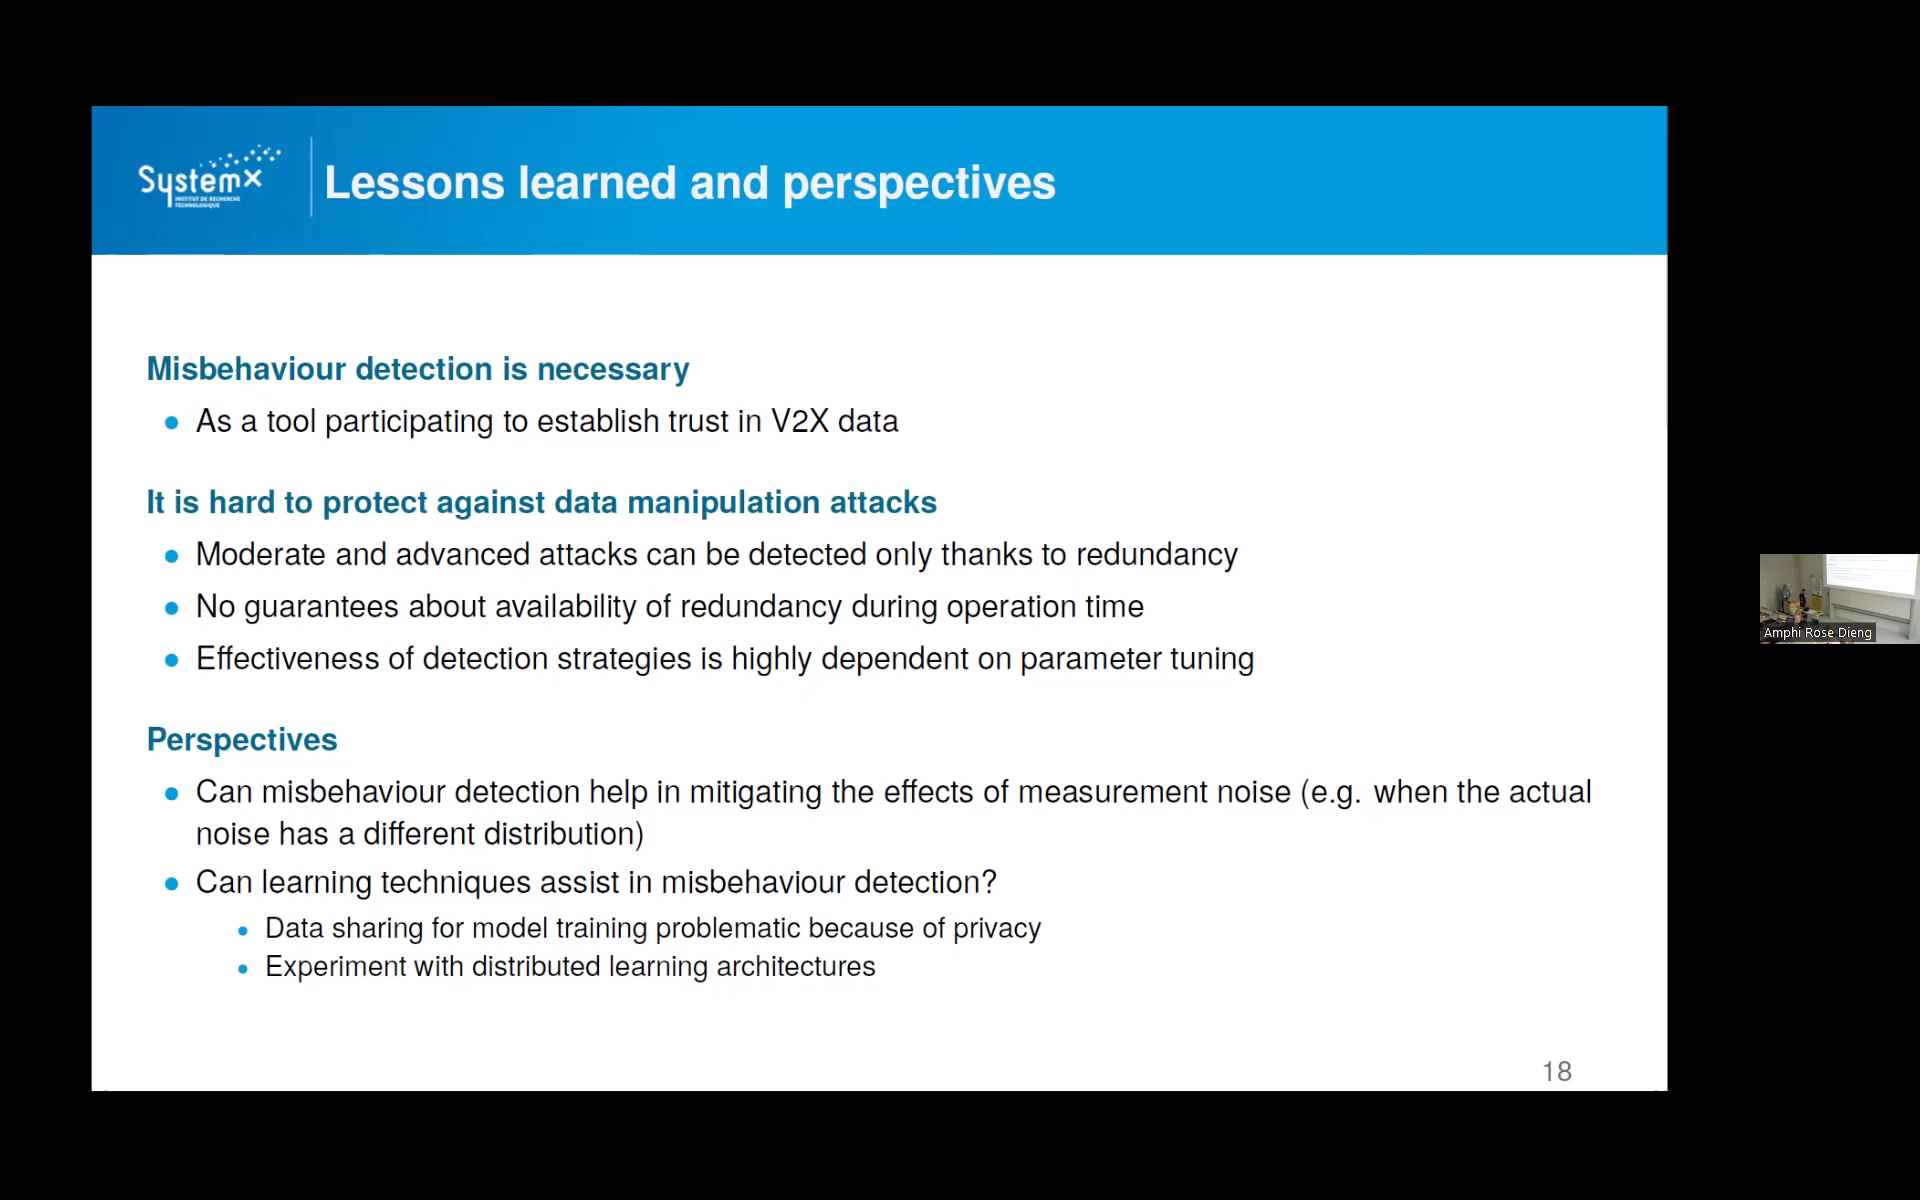 SystemX
INSTITUT DE RECHERCHE
TECHNOLOGIQUE
Lessons learned and perspectives
Misbehaviour detection is necessary
As a tool participating to establish trust in V2X data
It is hard to protect against data manipulation attacks
Moderate and advanced attacks can be detected only thanks to redundancy
No guarantees about availability of redundancy during operation time
Effectiveness of detection strategies is highly dependent on parameter tuning
Perspectives
Can misbehaviour detection help in mitigating the effects of measurement noise (e.g. when the actual
noise has a different distribution)
Can learning techniques assist in misbehaviour detection?
Data sharing for model training problematic because of privacy
Experiment with distributed learning architectures
18
Amphi Rose Dieng